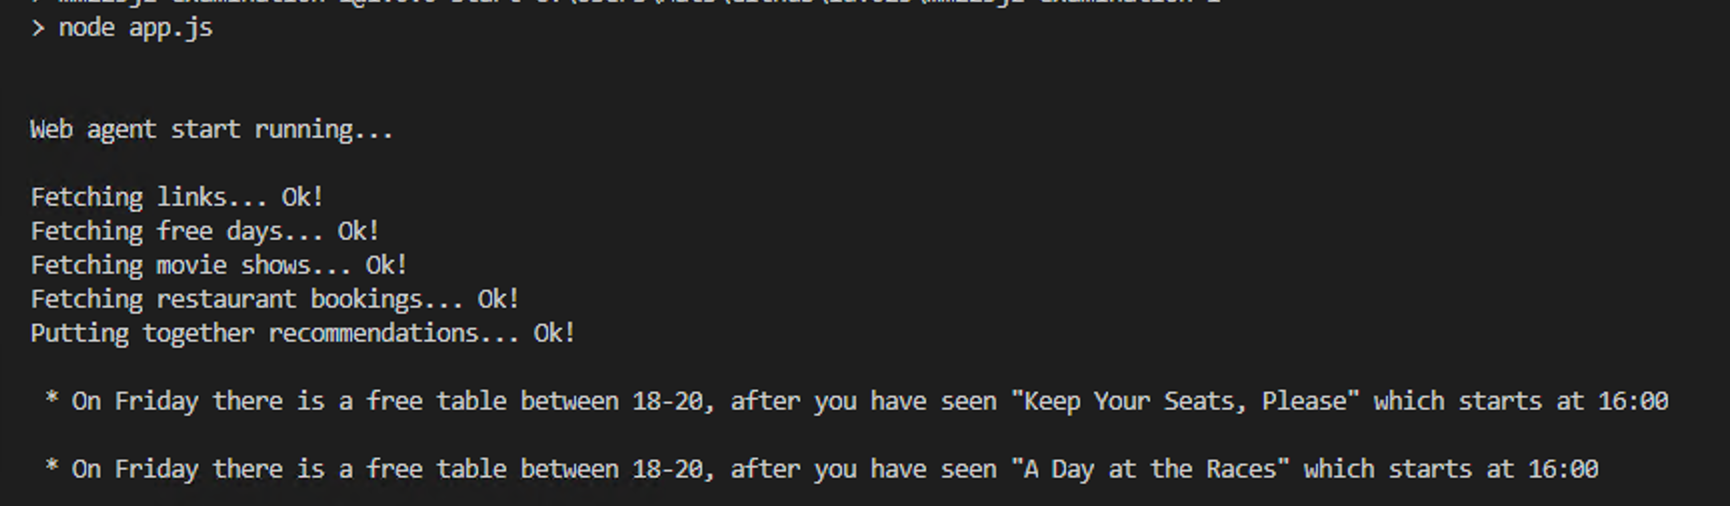 > node app.js
Web agent start running...
Fetching links... Ok!
Fetching free days... Ok!
Fetching movie shows... Ok!
Fetching restaurant bookings... Ok!
Putting together recommendations... Ok!
* On Friday there is a free table between 18-20, after you have seen "Keep Your Seats, Please" which starts at 16:00
* On Friday there is a free table between 18-20, after you have seen "A Day at the Races" which starts at 16:00